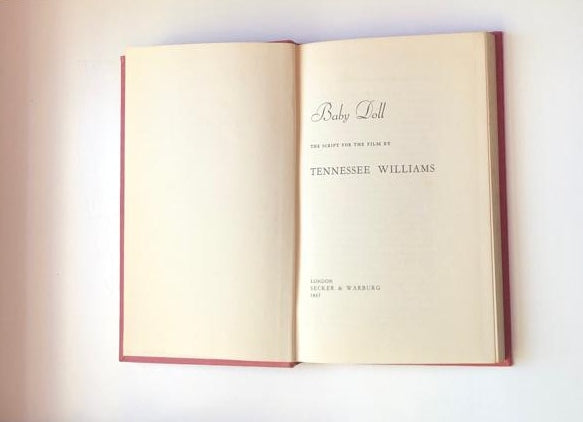 Baby Doll
THE SCRIPT FOR THE FILM BY
TENNESSEE WILLIAMS
LONDON
SECKER & WARBURG
1957